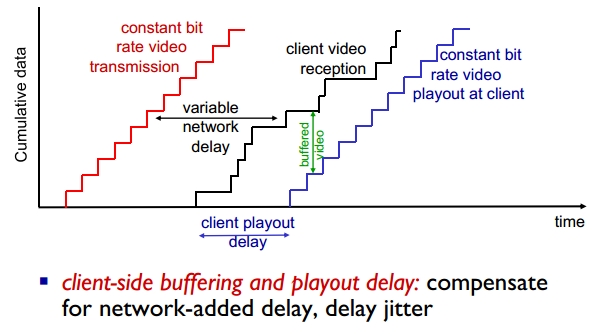 constant bit
rate video
transmission
client video
reception
constant bit
rate video
playout at client
Cumulative data
variable
network
delay
buffered
video
client playout
delay
time
client-side buffering and playout delay: compensate
for network-added delay, delay jitter